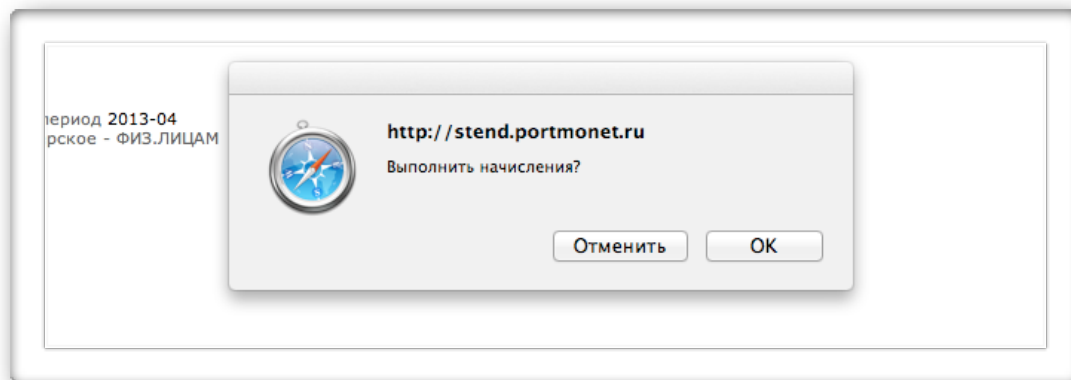 период 2013-04
рское - ФИЗ.ЛИЦАМ
http://stend.portmonet.ru
Выполнить начисления?
Отменить
OK